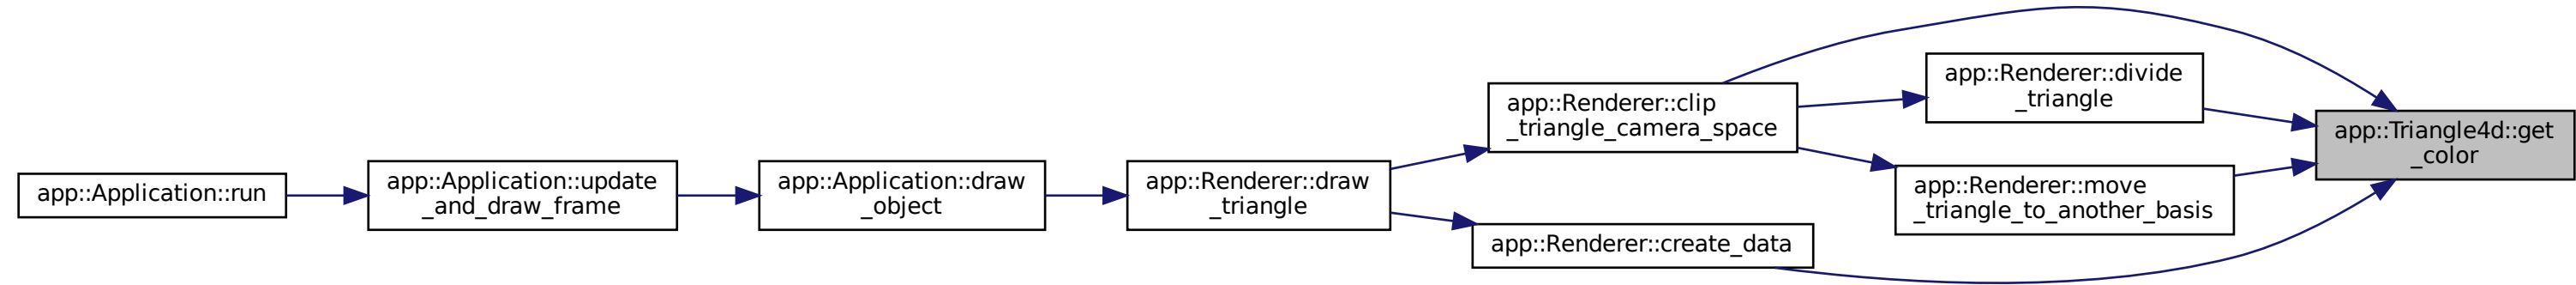 app::Application::run
app::Application::update
_and_draw_frame
app::Application::draw
_object
app::Renderer::draw
_triangle
app::Renderer::clip
_triangle_camera_space
app::Renderer::create_data
app::Renderer::divide
_triangle
app::Renderer::move
_triangle_to_another_basis
app::Triangle4d::get
_color